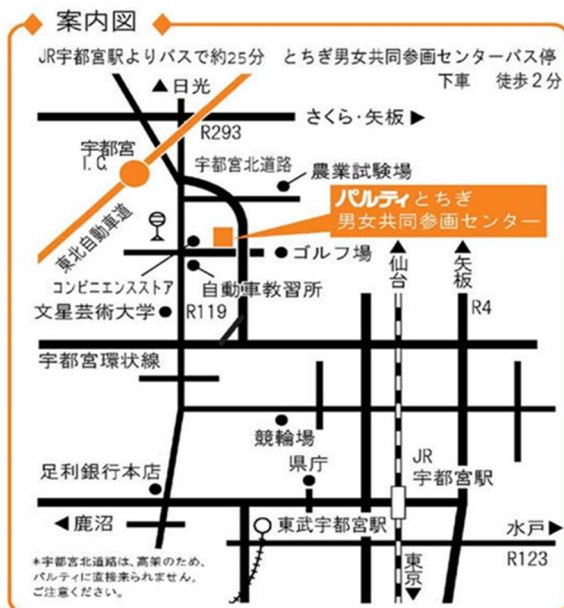 案内図
JR宇都宮駅よりバスで約25分 とちぎ男女共同参画センターバス停
下車 徒歩2分
▲日光
さくら・矢板▶
R293
宇都宮
I.C.
宇都宮北道路
農業試験場
東北自動車道
パルティとちぎ
男女共同参画センター
ゴルフ場
仙台
矢板
コンビニエンスストア
自動車教習所
文星芸術大学
R119
R4
宇都宮環状線
競輪場
県庁
JR
宇都宮駅
足利銀行本店
◀鹿沼
東武宇都宮駅
水戸▶
R123
東京
*宇都宮北道路は、高架のため、
パルティに直接来られません。
ご注意ください。